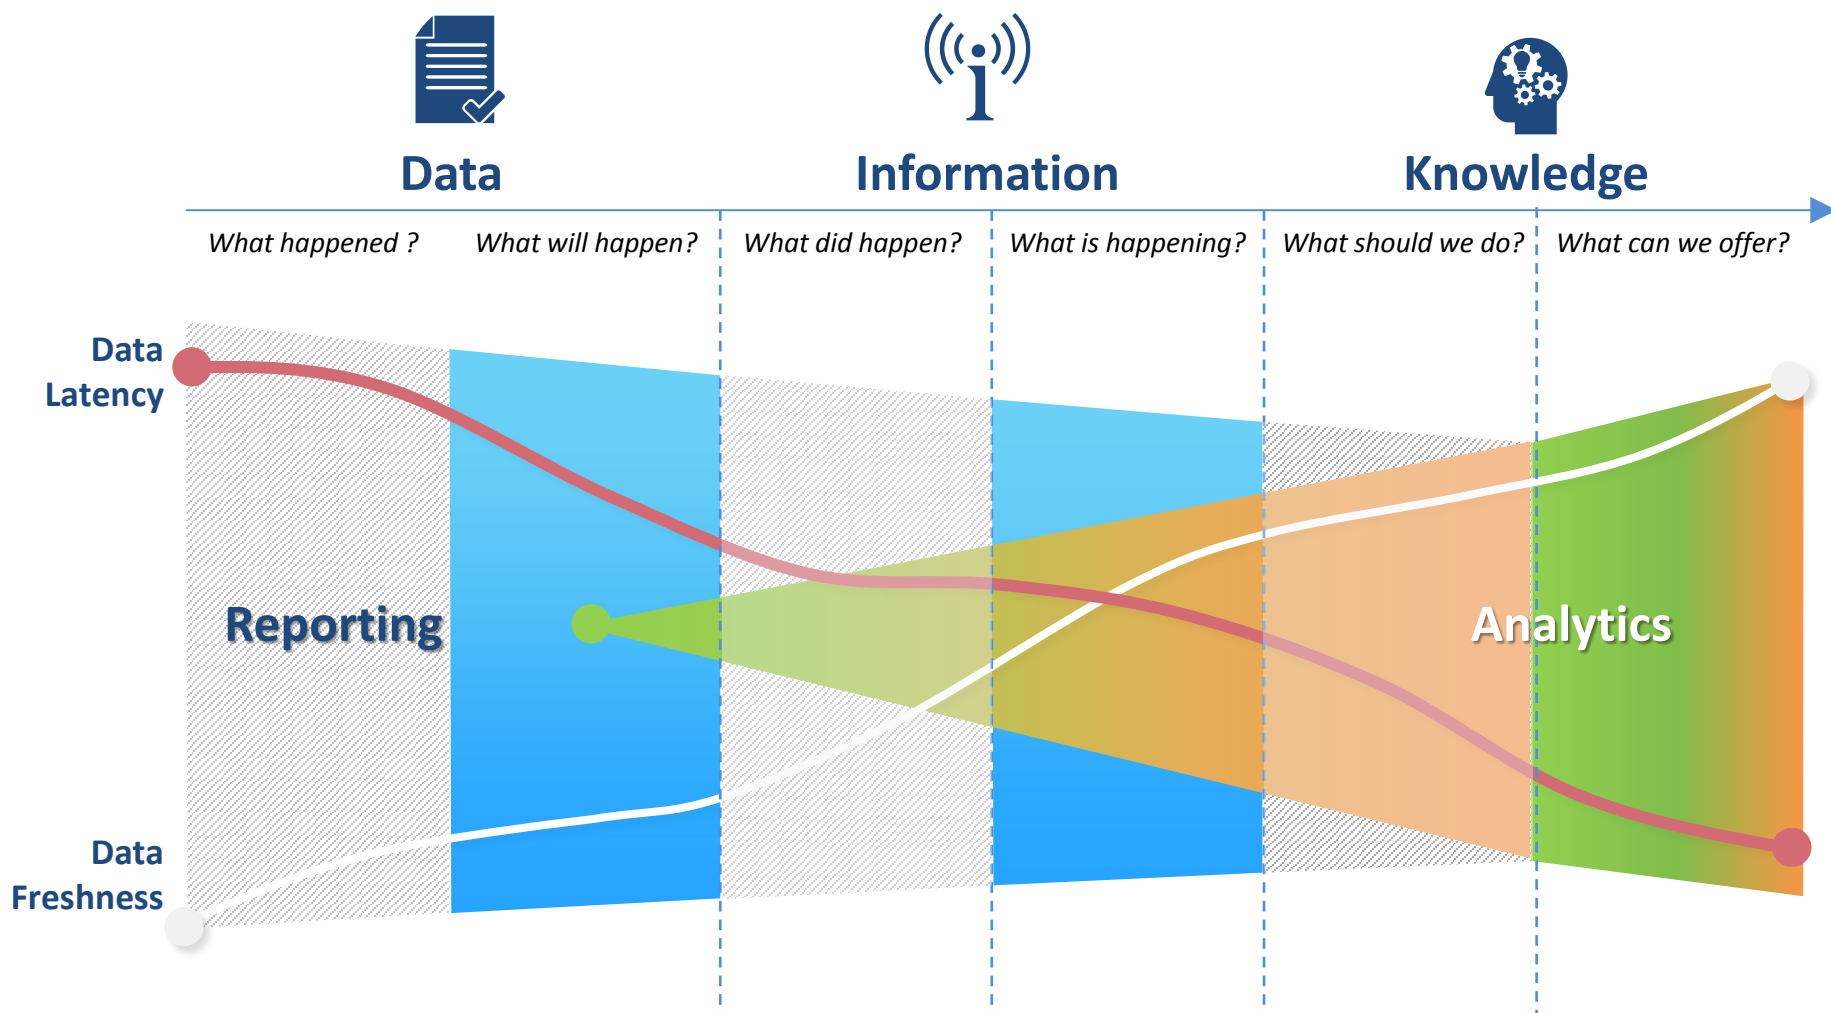 Data
Information
Knowledge
What happened ?
What will happen?
What did happen?
What is happening?
What should we do?
What can we offer?
Data
Latency
Reporting
Analytics
Data
Freshness